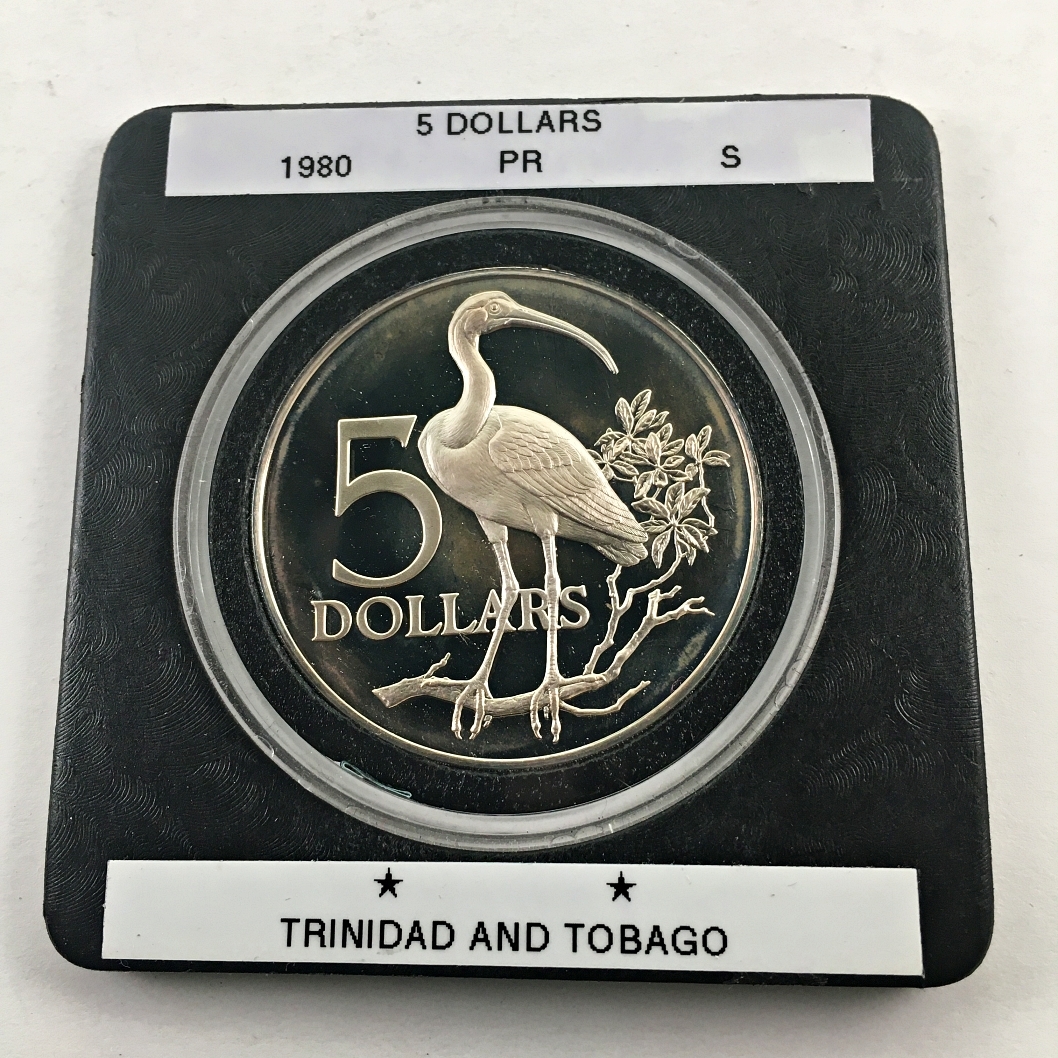 5 DOLLARS
1980 PR S
5
DOLLARS
TRINIDAD AND TOBAGO